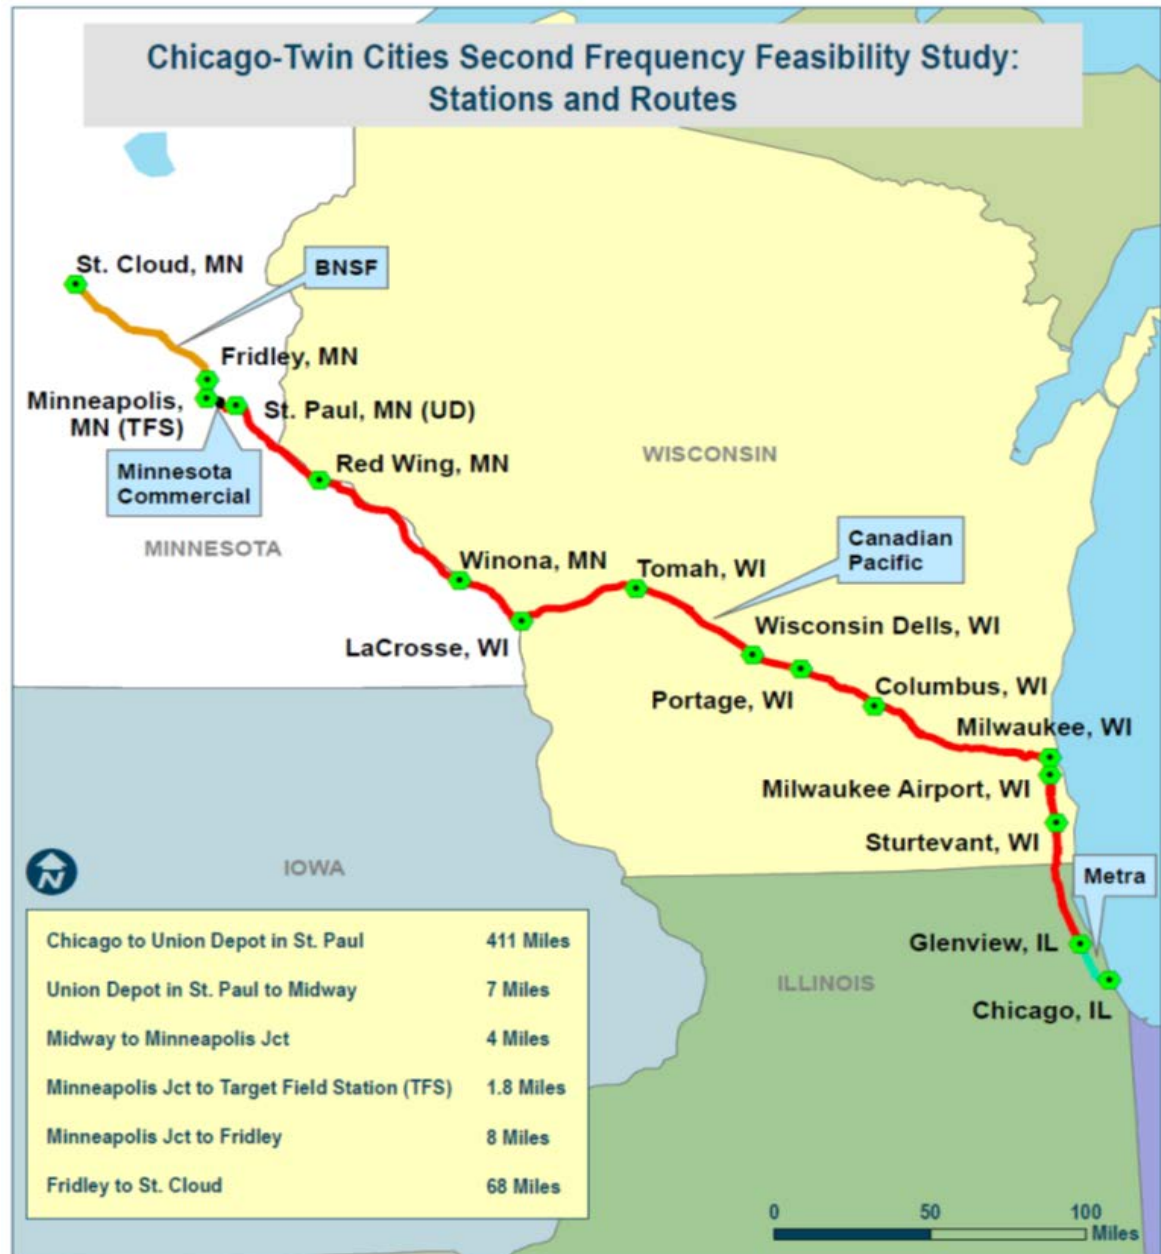 Chicago-Twin Cities Second Frequency Feasibility Study:
Stations and Routes
St. Cloud, MN
BNSF
Fridley, MN
Minneapolis,
MN (TFS)
St. Paul, MN (UD)
Minnesota
Commercial
Red Wing, MN
WISCONSIN
MINNESOTA
Canadian
Pacific
Winona, MN
Tomah, WI
LaCrosse, WI
Wisconsin Dells, WI
Portage, WI
Columbus, WI
Milwaukee, WI
Milwaukee Airport, WI
Sturtevant, WI
IOWA
N
Metra
Glenview, IL
ILLINOIS
Chicago, IL
Chicago to Union Depot in St. Paul 411 Miles
Union Depot in St. Paul to Midway 7 Miles
Midway to Minneapolis Jct 4 Miles
Minneapolis Jct to Target Field Station (TFS) 1.8 Miles
Minneapolis Jct to Fridley 8 Miles
Fridley to St. Cloud 68 Miles
0 50 100
Miles